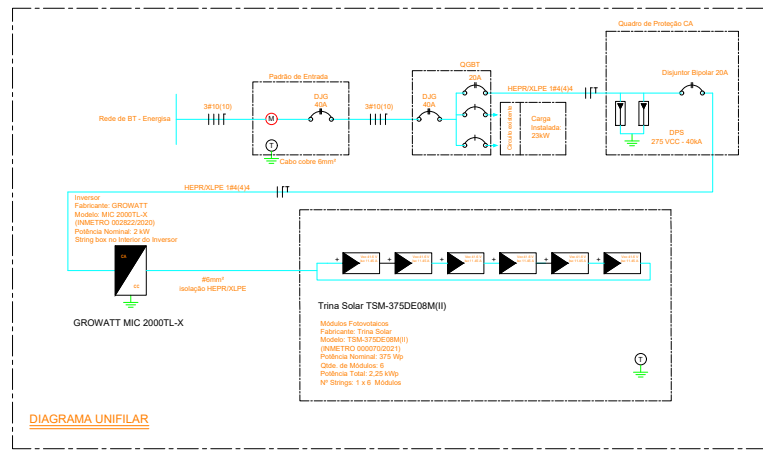 Quadro de Proteção CA
QGBT
20A
Disjuntor Bipolar 20A
Padrão de Entrada
HEPR/XLPE 1#4(4)4
DJG
40A
DJG
40A
3#10(10)
3#10(10)
Rede de BT - Energisa
M
Circuito existente
Carga
Instalada:
23kW
DPS
275 VCC - 40kA
T
Cabo cobre 6mm²
HEPR/XLPE 1#4(4)4
Inversor
Fabricante: GROWATT
Modelo: MIC 2000TL-X
(INMETRO 002822/2020)
Potência Nominal: 2 kW
String box no Interior do Inversor
CA
CC
#6mm²
isolação HEPR/XLPE
GROWATT MIC 2000TL-X
+
+
+
+
+
+
Trina Solar TSM-375DE08M(II)
Módulos Fotovotaicos
Fabricante: Trina Solar
Modelo: TSM-375DE08M(II)
(INMETRO 000070/2021)
Potência Nominal: 375 Wp
Qtde. de Módulos: 6
Potência Total: 2,25 kWp
Nº Strings: 1 x 6 Módulos
T
DIAGRAMA UNIFILAR